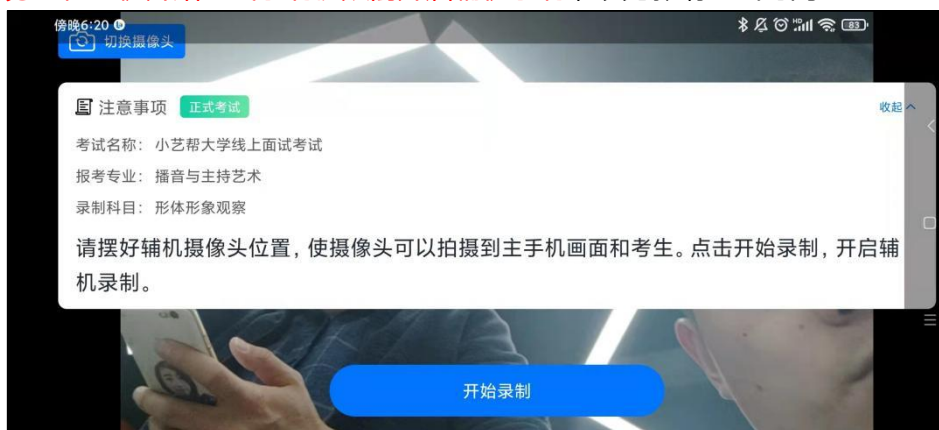 傍晚6:20
83
切换摄像头
注意事项 正式考试
收起
考试名称：小艺帮大学线上面试考试
报考专业：播音与主持艺术
录制科目：形体形象观察
请摆好辅机摄像头位置，使摄像头可以拍摄到主手机画面和考生。点击开始录制，开启辅
机录制。
开始录制